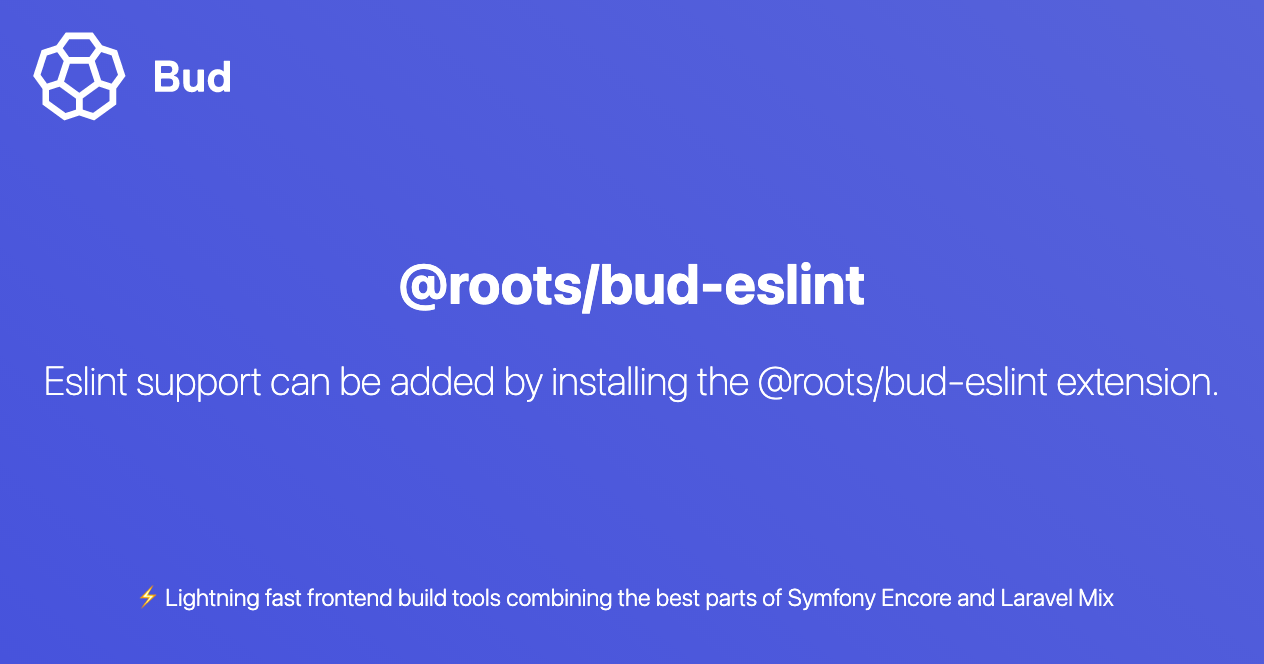 Bud
@roots/bud-eslint
Eslint support can be added by installing the @roots/bud-eslint extension.
⚡ Lightning fast frontend build tools combining the best parts of Symfony Encore and Laravel Mix